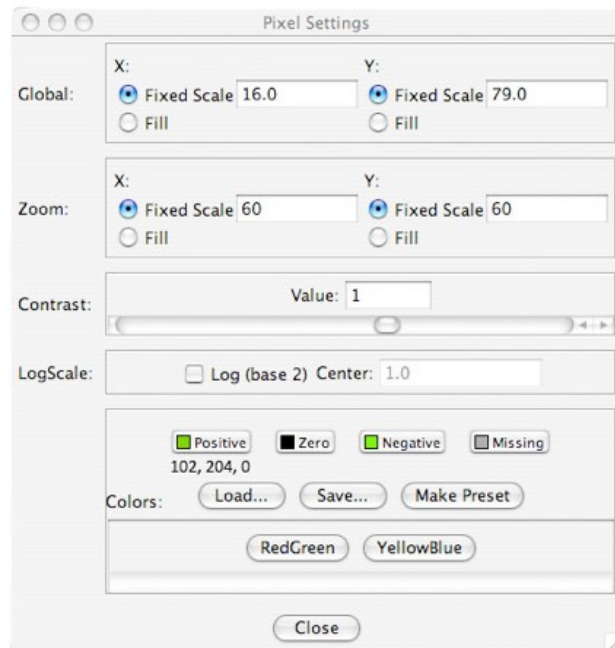 Pixel Settings
X: Y:
Global: Fixed Scale 16.0 Fixed Scale 79.0
Fill Fill
X: Y:
Zoom: Fixed Scale 60 Fixed Scale 60
Fill Fill
Contrast: Value: 1
LogScale: Log (base 2) Center: 1.0
Positive Zero Negative Missing
102, 204, 0
Colors: Load... Save... Make Preset
RedGreen YellowBlue
Close